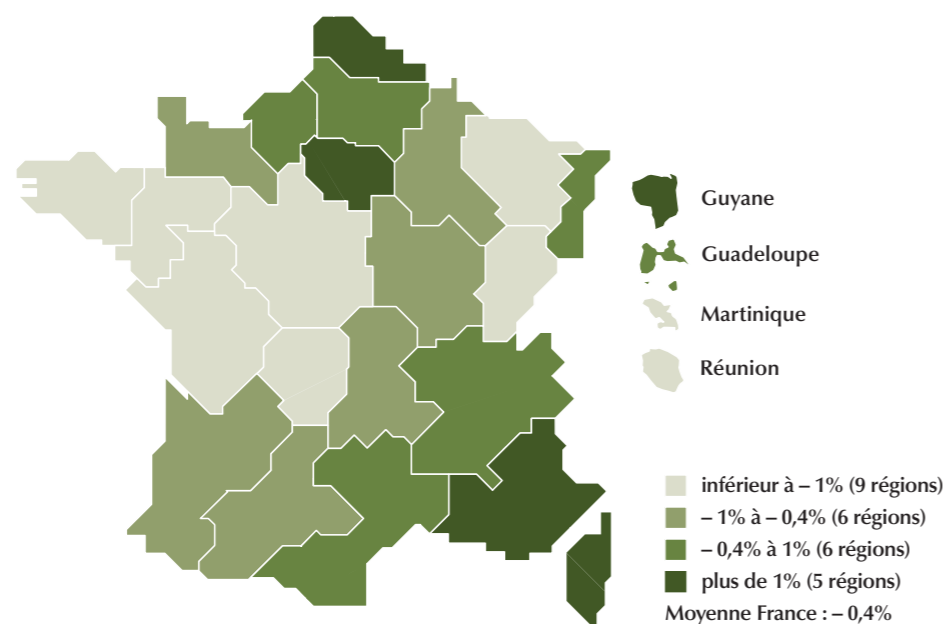 Guyane
Guadeloupe
Martinique
Réunion
inférieur à – 1% (9 régions)
– 1% à – 0,4% (6 régions)
– 0,4% à 1% (6 régions)
plus de 1% (5 régions)
Moyenne France : – 0,4%